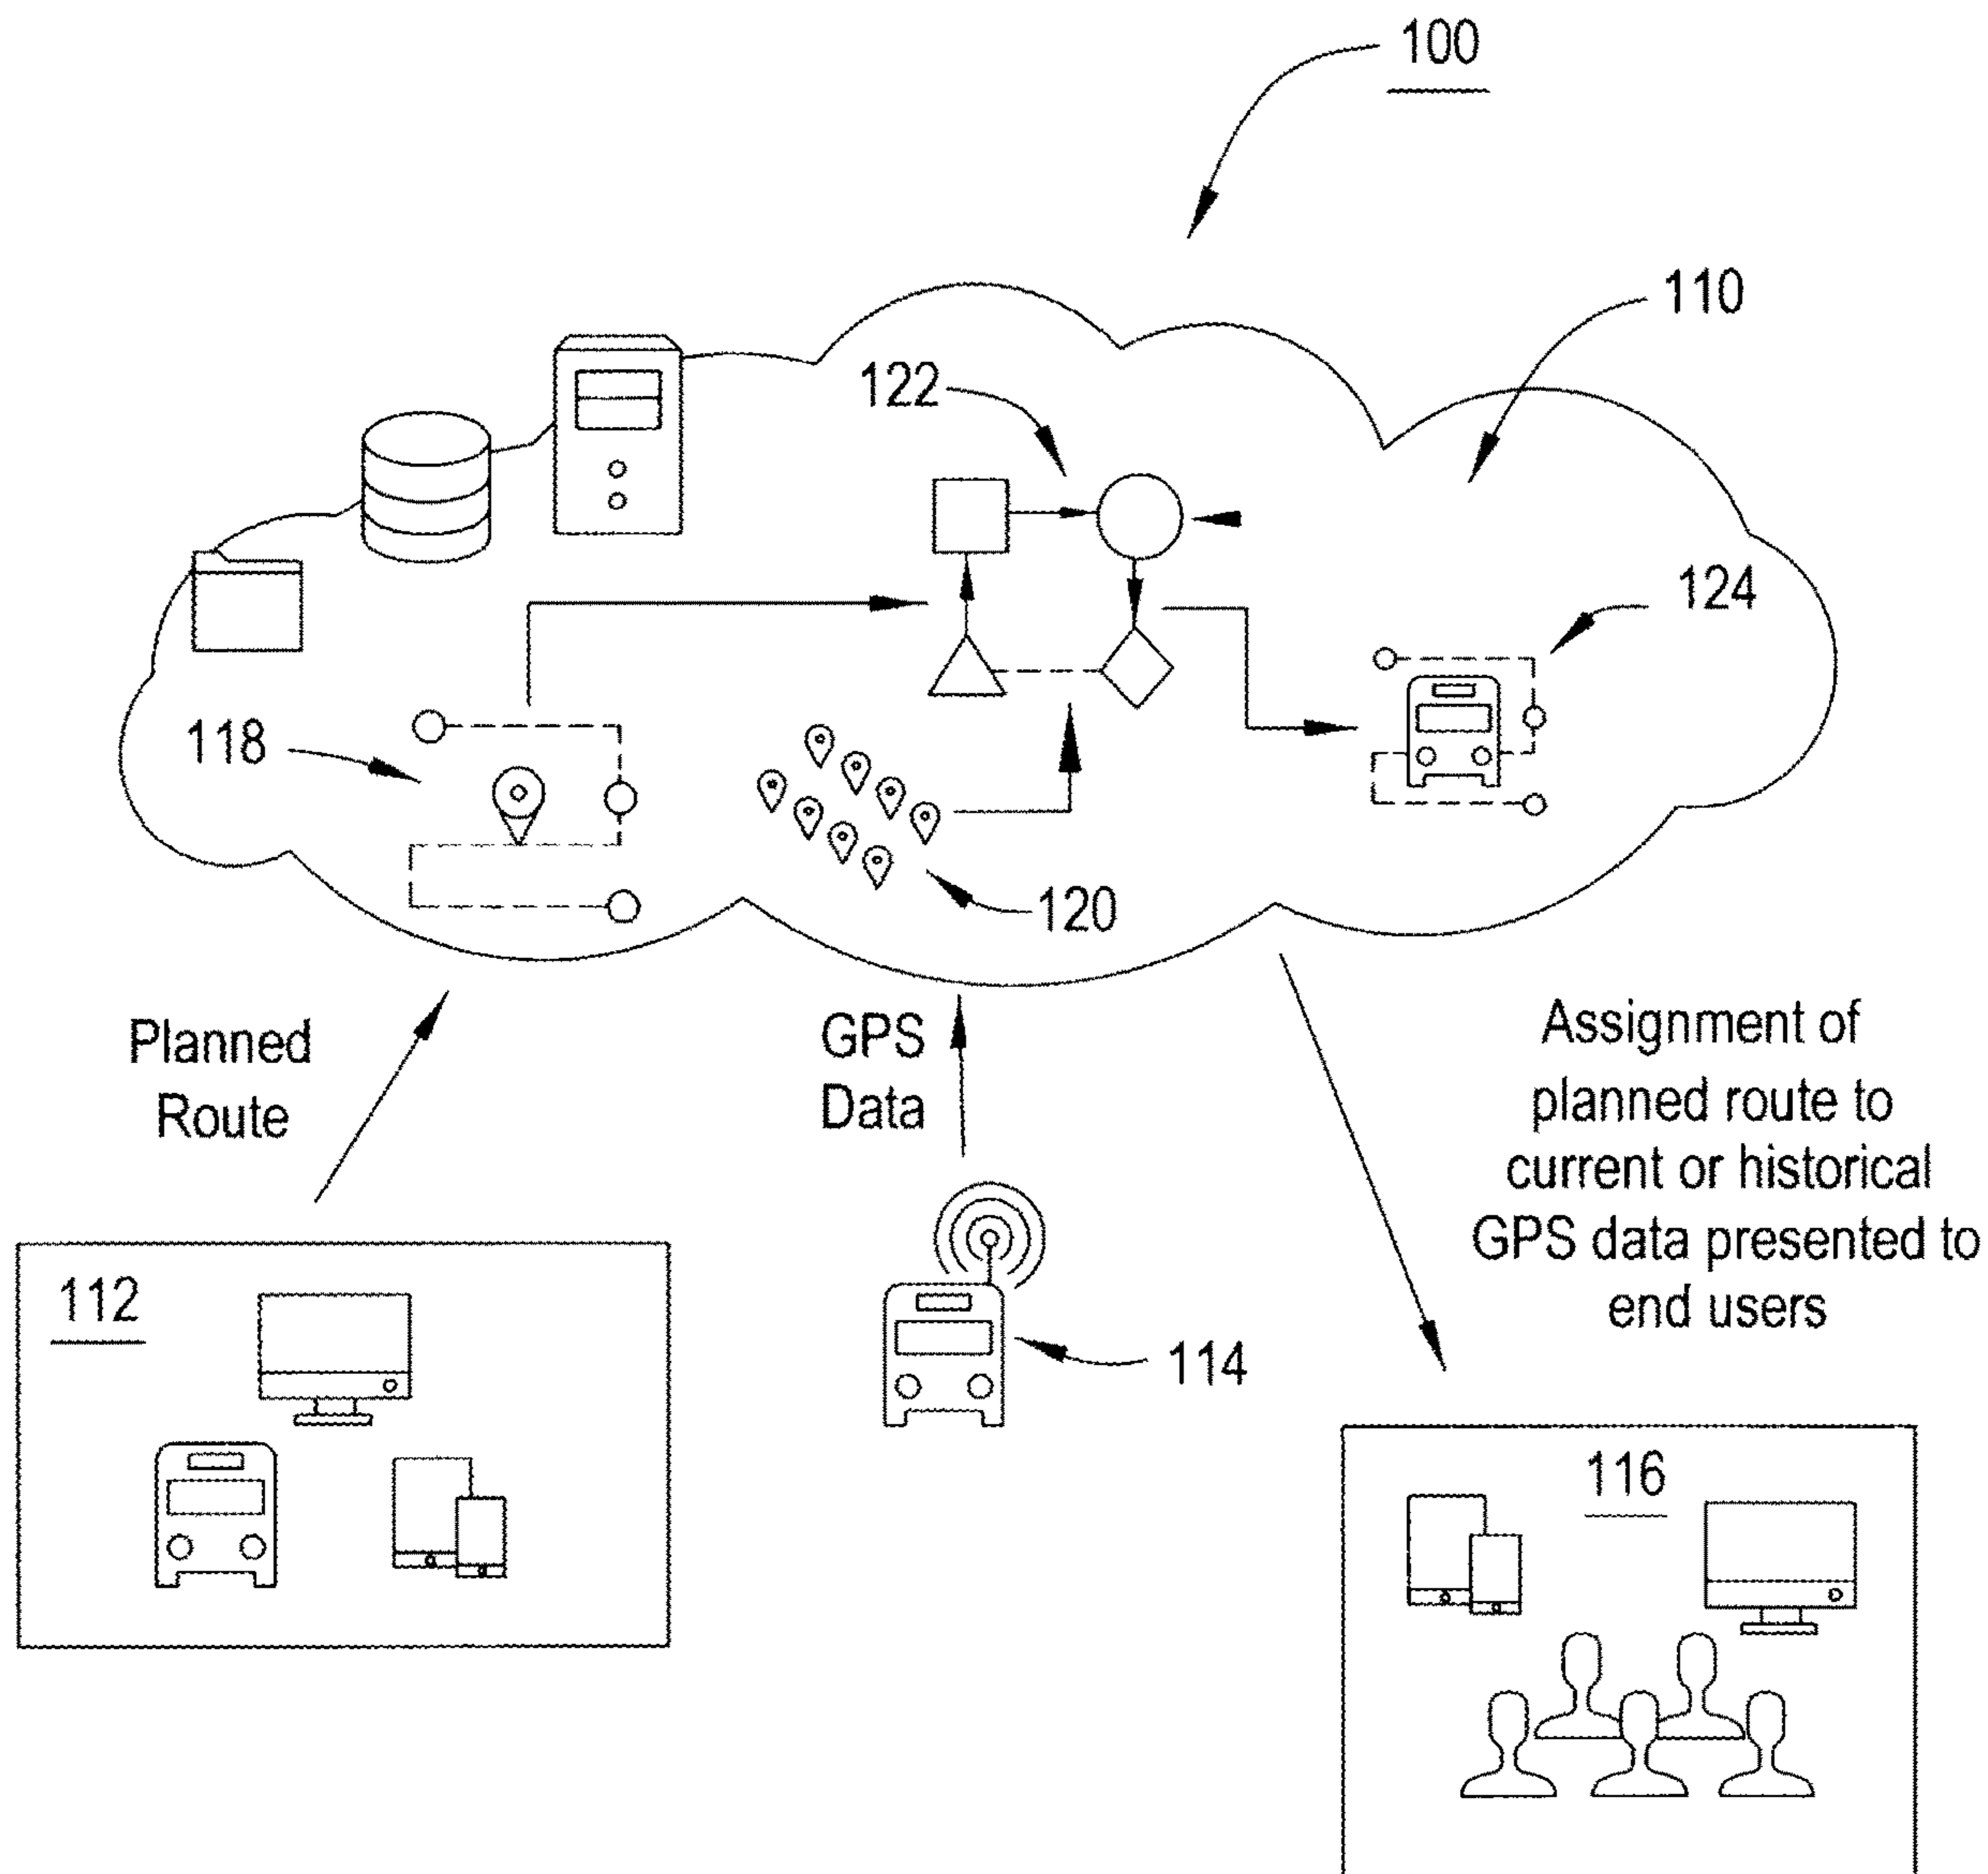 100
110
122
124
118
120
Planned
Route
GPS
Data
Assignment of
planned route to
current or historical
GPS data presented to
end users
112
114
116